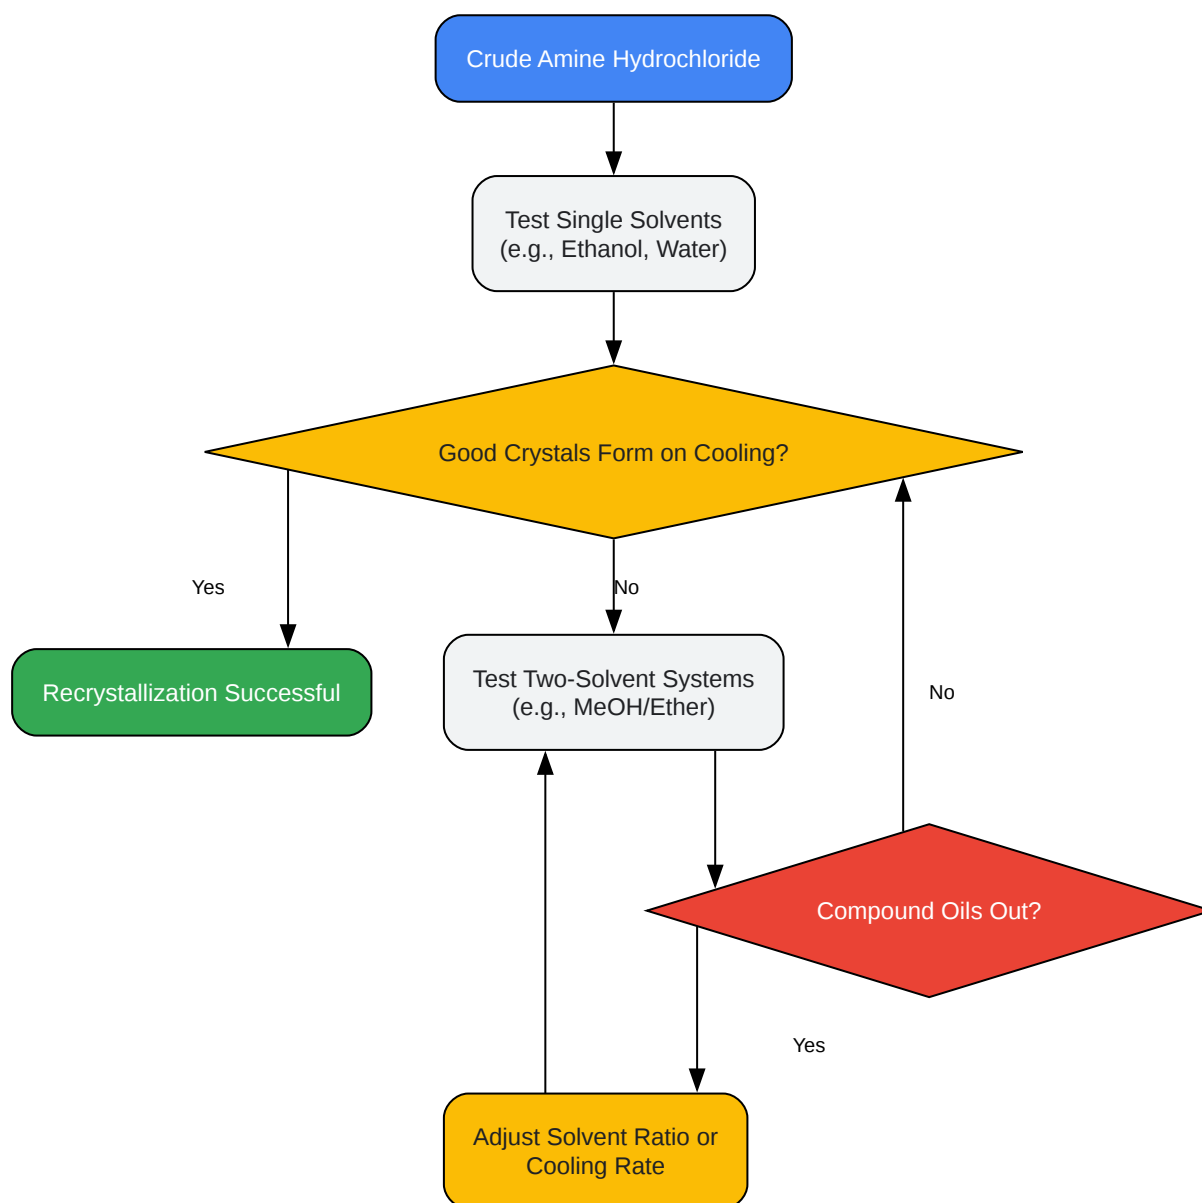 Crude Amine Hydrochloride
Test Single Solvents
(e.g., Ethanol, Water)
Good Crystals Form on Cooling?
Yes
No
Recrystallization Successful
Test Two-Solvent Systems
(e.g., MeOH/Ether)
No
Compound Oils Out?
Yes
Adjust Solvent Ratio or
Cooling Rate